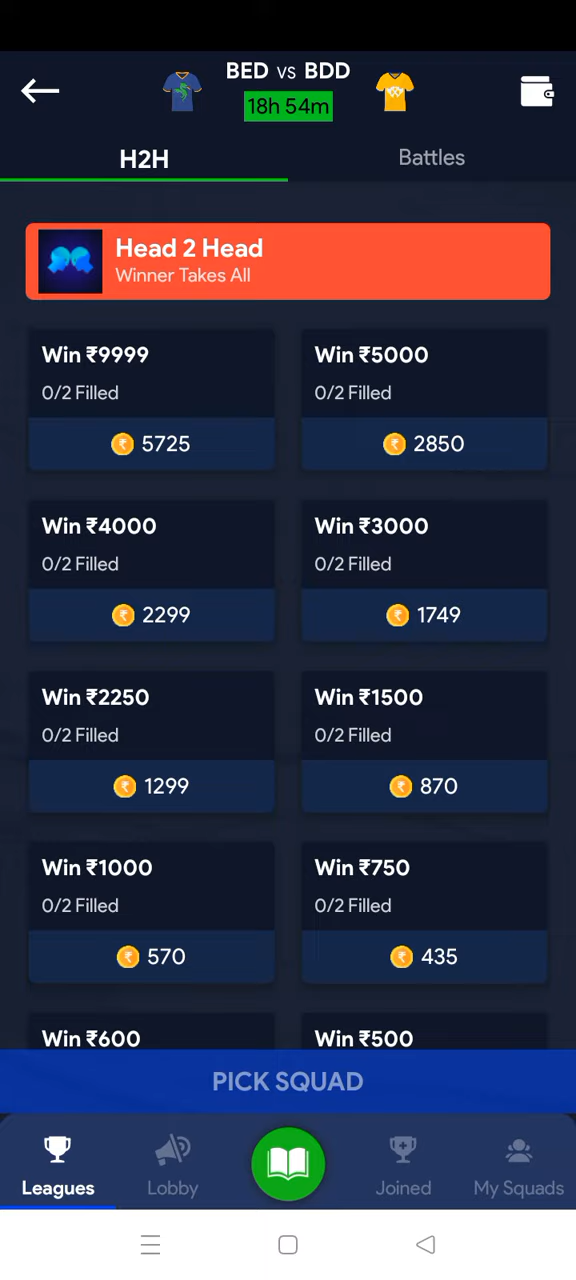 BED vs BDD
18h 54m
H2H
Battles
Head 2 Head
Winner Takes All
Win ₹9999
0/2 Filled
5725
Win ₹5000
0/2 Filled
2850
Win ₹4000
0/2 Filled
2299
Win ₹3000
0/2 Filled
1749
Win ₹2250
0/2 Filled
1299
Win ₹1500
0/2 Filled
870
Win ₹1000
0/2 Filled
570
Win ₹750
0/2 Filled
435
Win ₹600
Win ₹500
PICK SQUAD
Leagues
Lobby
Joined
My Squads